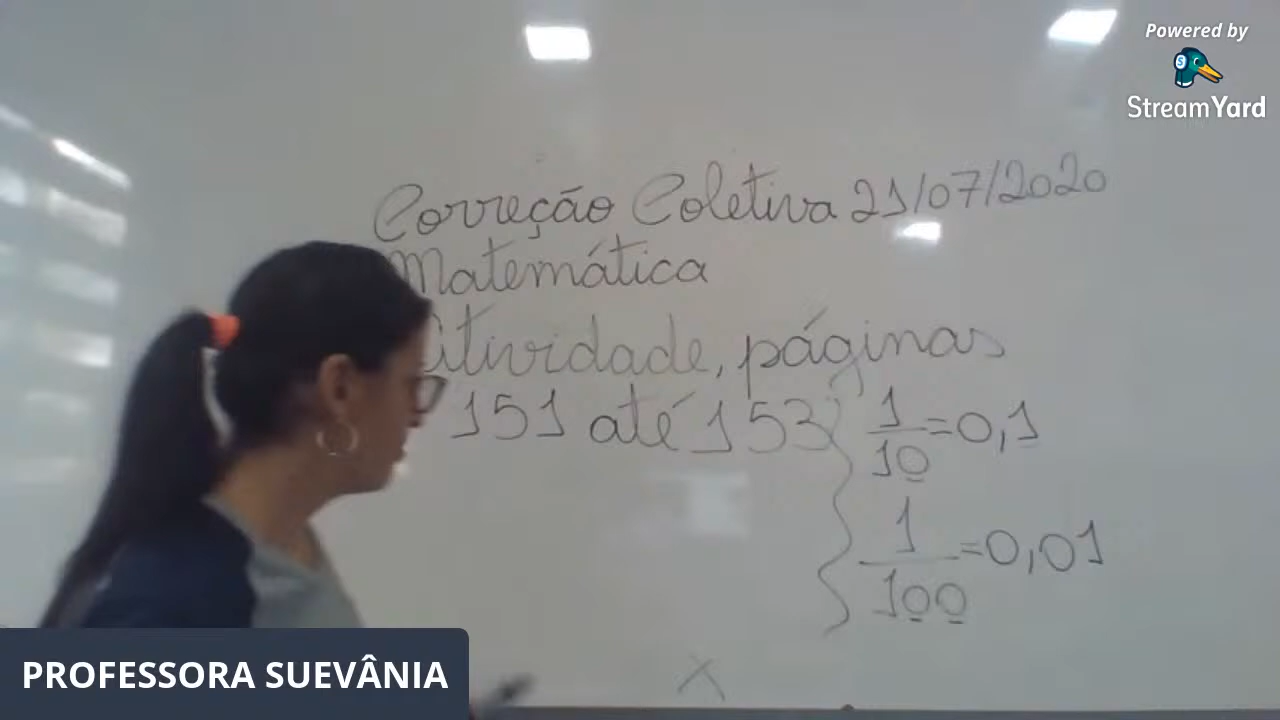 Powered by
StreamYard
Correção Coletiva 21/07/2020
Matemática
Atividade, páginas
151 até 153
1/10=0,1
1/100=0,01
X
PROFESSORA SUEVÂNIA